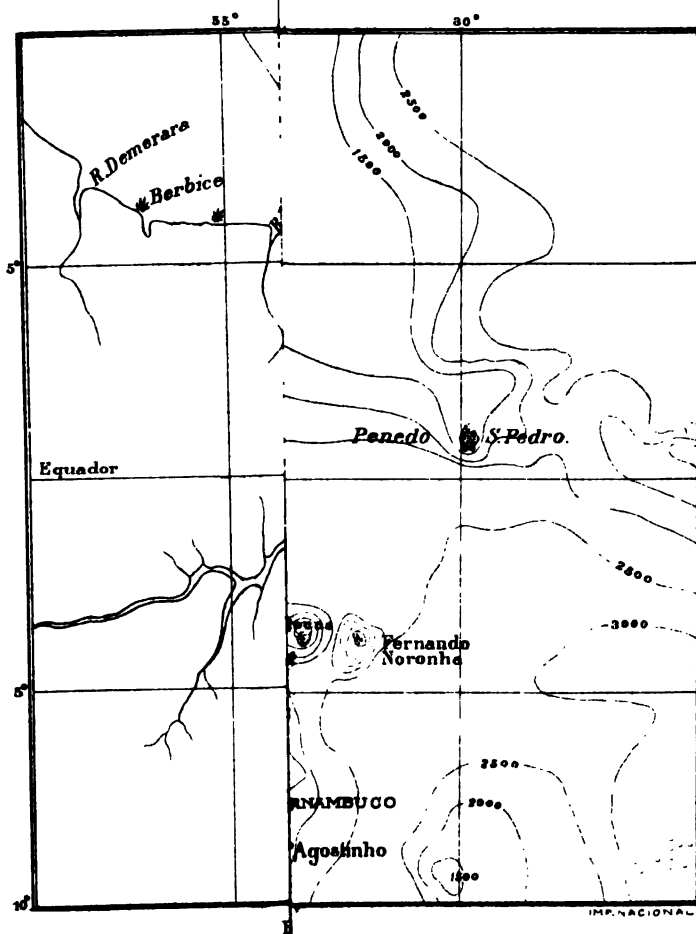 55° 30°
2500
2000
1500
R. Demerara
Berbice
5°
Penedo S. Pedro.
Equador
2500
3000
Fernando
Noronha
5°
2500
RNAMBUCO
2000
Agostinho
1500
10°
IMP. NACIONAL